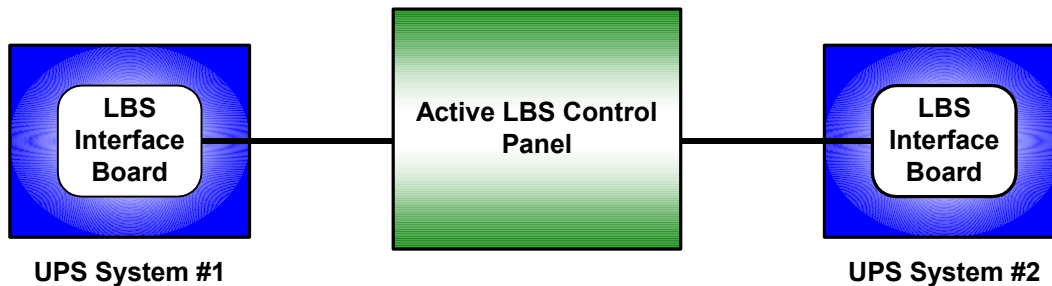 LBS
Interface
Board
Active LBS Control
Panel
LBS
Interface
Board
UPS System #1
UPS System #2